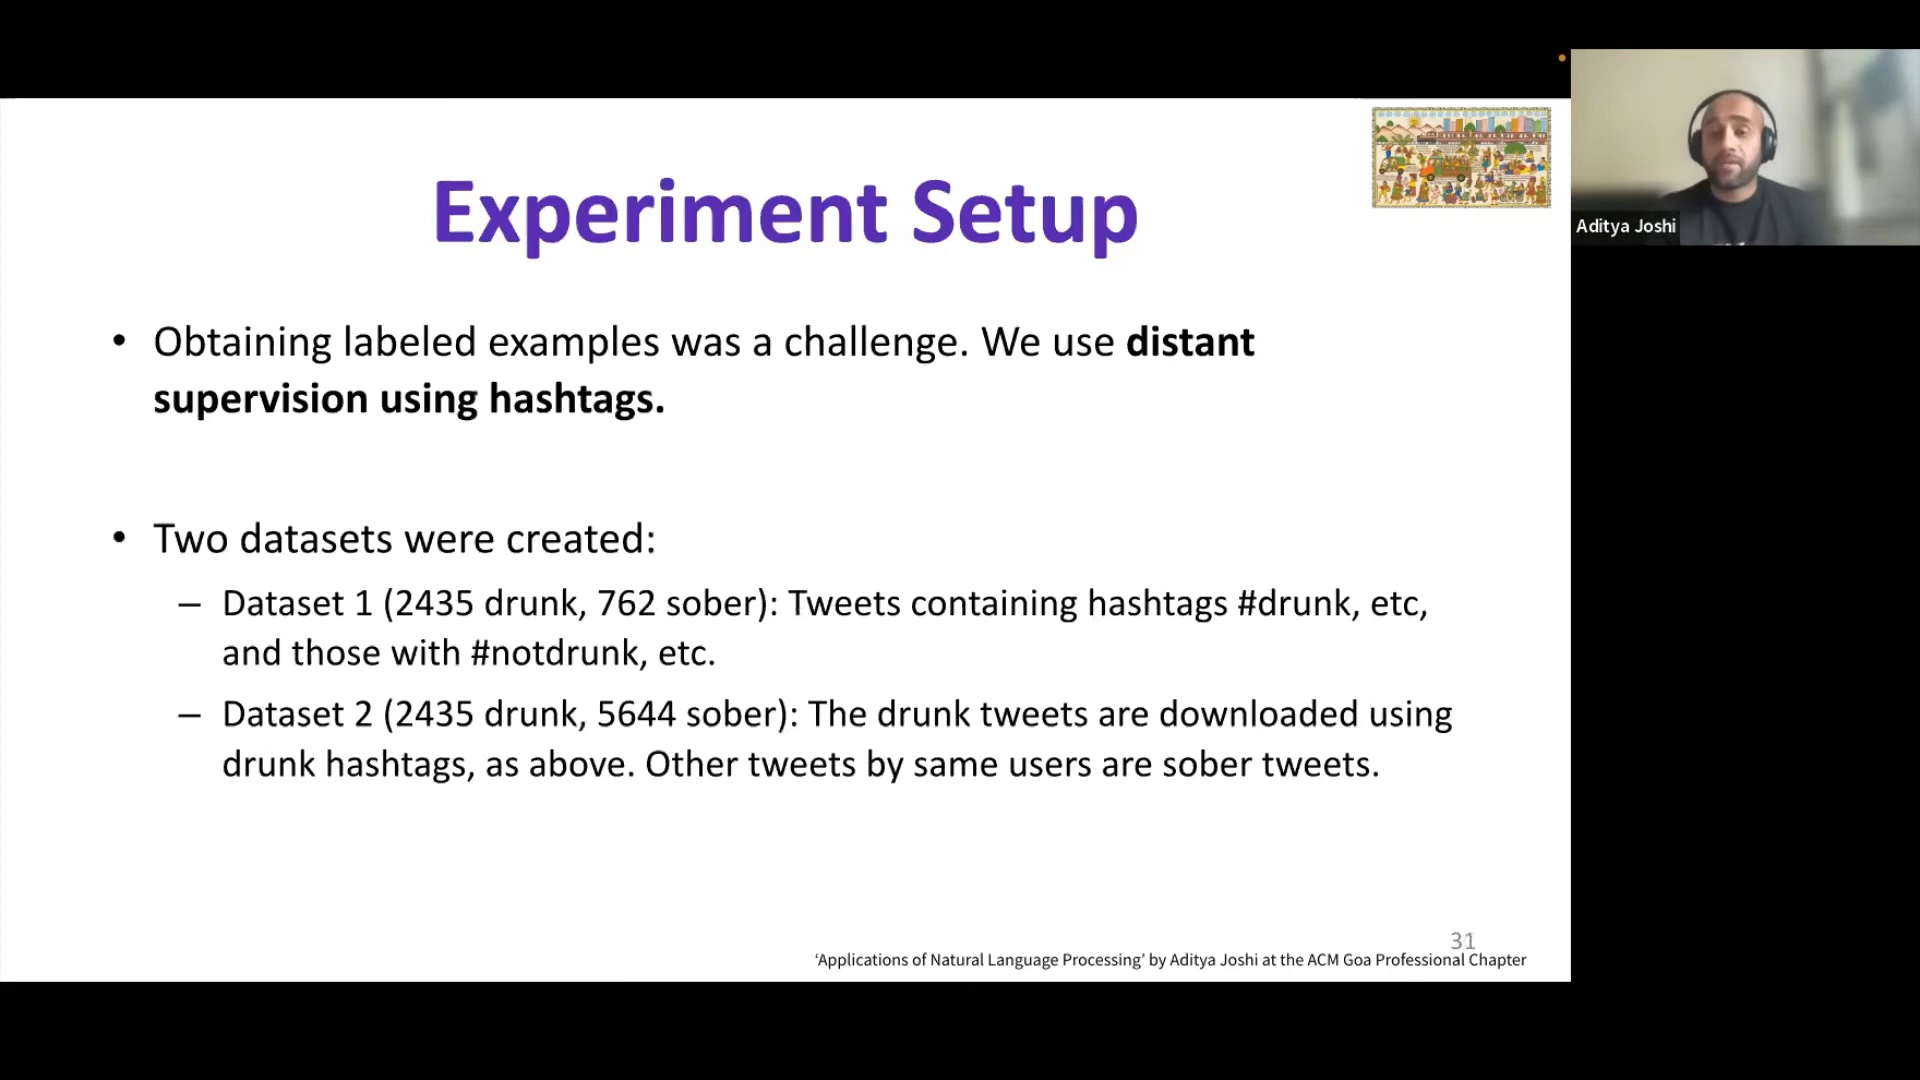 Experiment Setup
• Obtaining labeled examples was a challenge. We use distant
supervision using hashtags.
• Two datasets were created:
– Dataset 1 (2435 drunk, 762 sober): Tweets containing hashtags #drunk, etc,
and those with #notdrunk, etc.
– Dataset 2 (2435 drunk, 5644 sober): The drunk tweets are downloaded using
drunk hashtags, as above. Other tweets by same users are sober tweets.
31
‘Applications of Natural Language Processing’ by Aditya Joshi at the ACM Goa Professional Chapter
Aditya Joshi